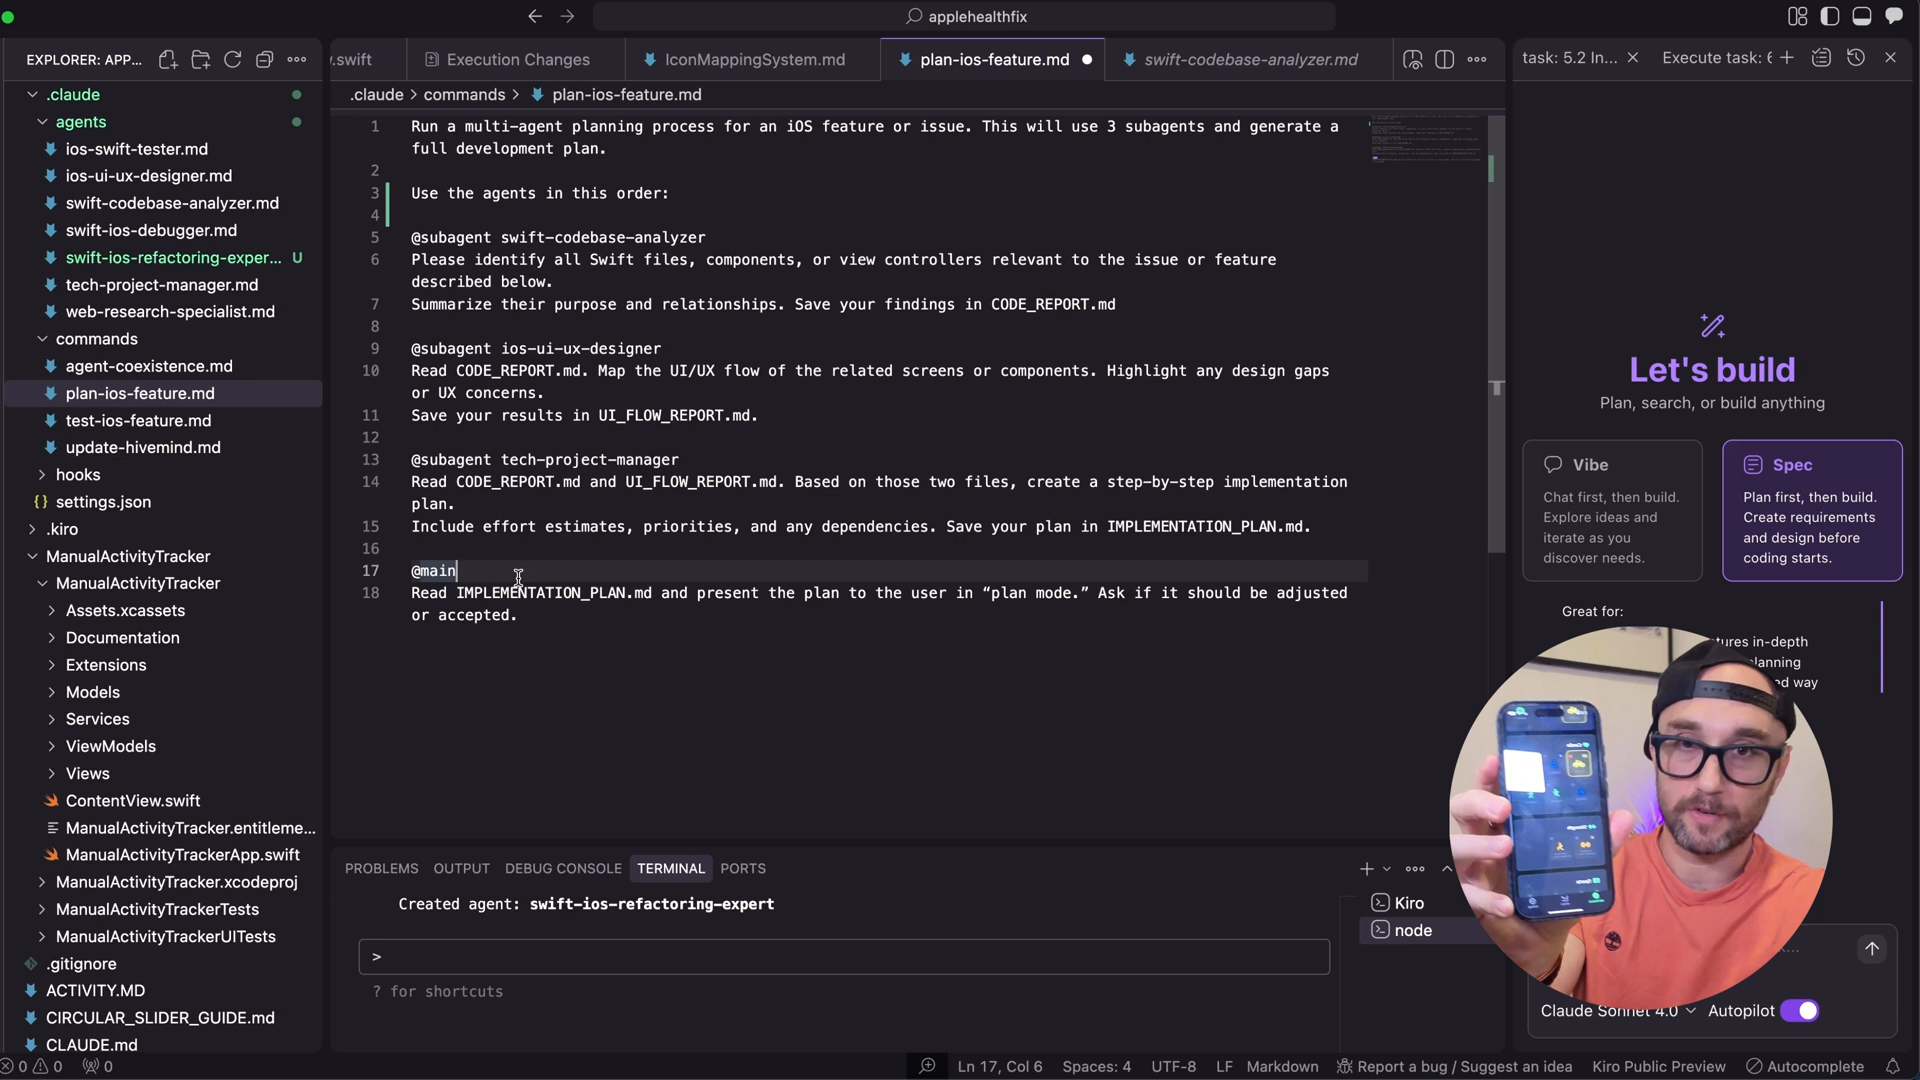 applehealthfix
EXPLORER: APP...
.swift
Execution Changes
IconMappingSystem.md
plan-ios-feature.md
swift-codebase-analyzer.md
task: 5.2 In...
Execute task: 6
.claude > commands > plan-ios-feature.md
.claude
agents
ios-swift-tester.md
ios-ui-ux-designer.md
swift-codebase-analyzer.md
swift-ios-debugger.md
swift-ios-refactoring-exper... U
tech-project-manager.md
web-research-specialist.md
commands
agent-coexistence.md
plan-ios-feature.md
test-ios-feature.md
update-hivemind.md
hooks
{} settings.json
.kiro
ManualActivityTracker
ManualActivityTracker
Assets.xcassets
Documentation
Extensions
Models
Services
ViewModels
Views
ContentView.swift
ManualActivityTracker.entitleme...
ManualActivityTrackerApp.swift
ManualActivityTracker.xcodeproj
ManualActivityTrackerTests
ManualActivityTrackerUITests
.gitignore
ACTIVITY.MD
CIRCULAR_SLIDER_GUIDE.md
CLAUDE.md
1 Run a multi-agent planning process for an iOS feature or issue. This will use 3 subagents and generate a
full development plan.
2
3 Use the agents in this order:
4
5 @subagent swift-codebase-analyzer
6 Please identify all Swift files, components, or view controllers relevant to the issue or feature
described below.
7 Summarize their purpose and relationships. Save your findings in CODE_REPORT.md
8
9 @subagent ios-ui-ux-designer
10 Read CODE_REPORT.md. Map the UI/UX flow of the related screens or components. Highlight any design gaps
or UX concerns.
11 Save your results in UI_FLOW_REPORT.md.
12
13 @subagent tech-project-manager
14 Read CODE_REPORT.md and UI_FLOW_REPORT.md. Based on those two files, create a step-by-step implementation
plan.
15 Include effort estimates, priorities, and any dependencies. Save your plan in IMPLEMENTATION_PLAN.md.
16
17 @main
18 Read IMPLEMENTATION_PLAN.md and present the plan to the user in “plan mode.” Ask if it should be adjusted
or accepted.
PROBLEMS OUTPUT DEBUG CONSOLE TERMINAL PORTS
Created agent: swift-ios-refactoring-expert
>
? for shortcuts
Kiro
node
Let's build
Plan, search, or build anything
Vibe
Chat first, then build.
Explore ideas and
iterate as you
discover needs.
Spec
Plan first, then build.
Create requirements
and design before
coding starts.
Great for:
tures in-depth
planning
ed way
Claude Sonnet 4.0
Autopilot
0 0 0
Ln 17, Col 6 Spaces: 4 UTF-8 LF Markdown Report a bug / Suggest an idea Kiro Public Preview Autocomplete